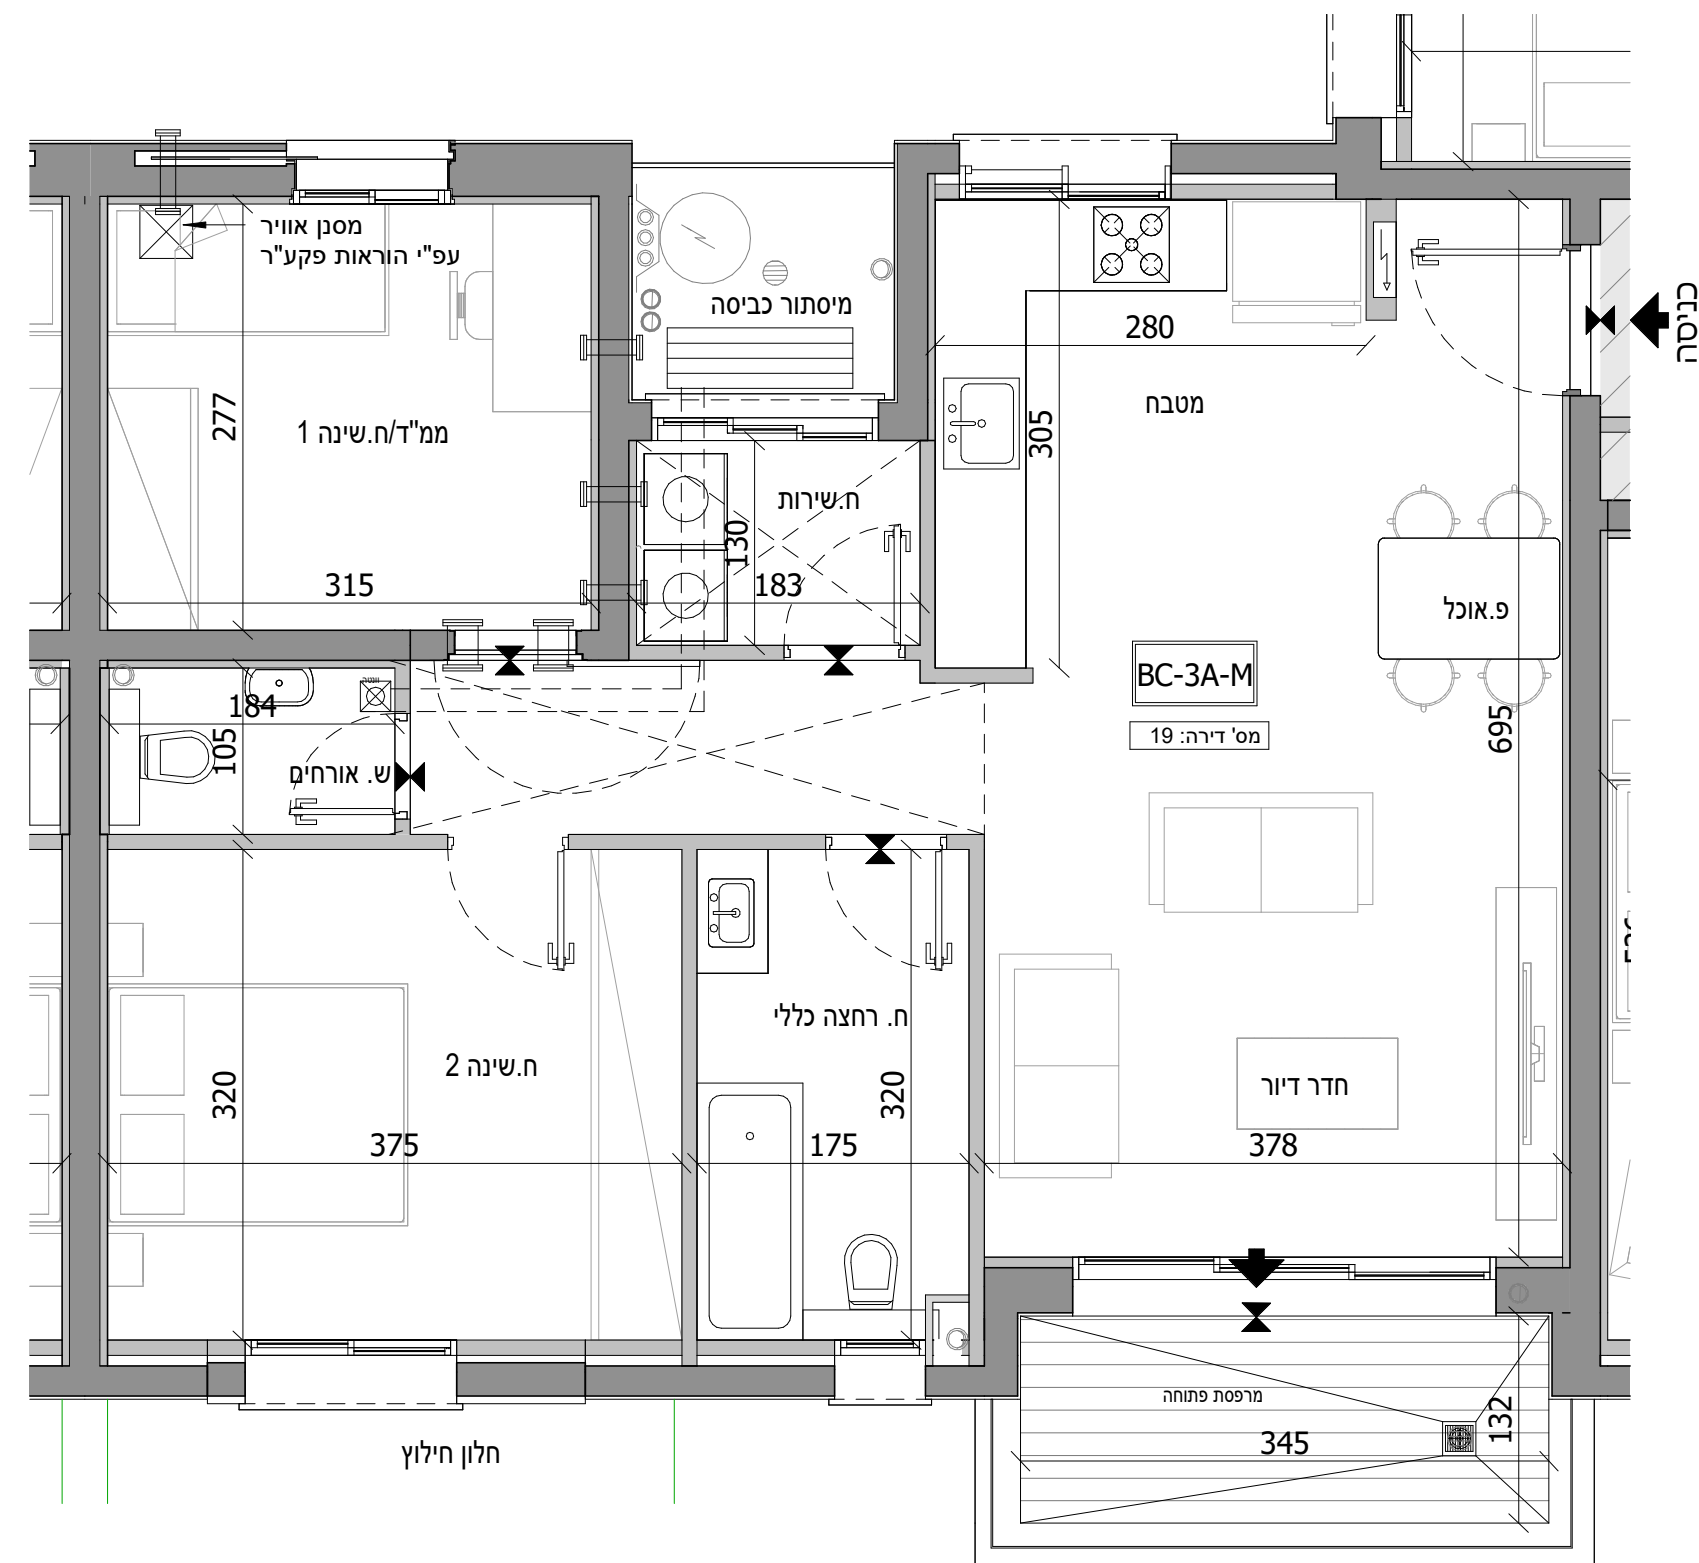 מסנן אוויר
עפ"י הוראות פקע"ר
מיסתור כביסה
280
כניסה
מטבח
277
ממ"ד/ח.שינה 1
305
ח.שירות
130
315
183
פ.אוכל
BC-3A-M
184
695
מס' דירה: 19
105
ש. אורחים
ח. רחצה כללי
ח.שינה 2
חדר דיור
320
320
375
175
378
מרפסת פתוחה
132
345
חלון חילוץ